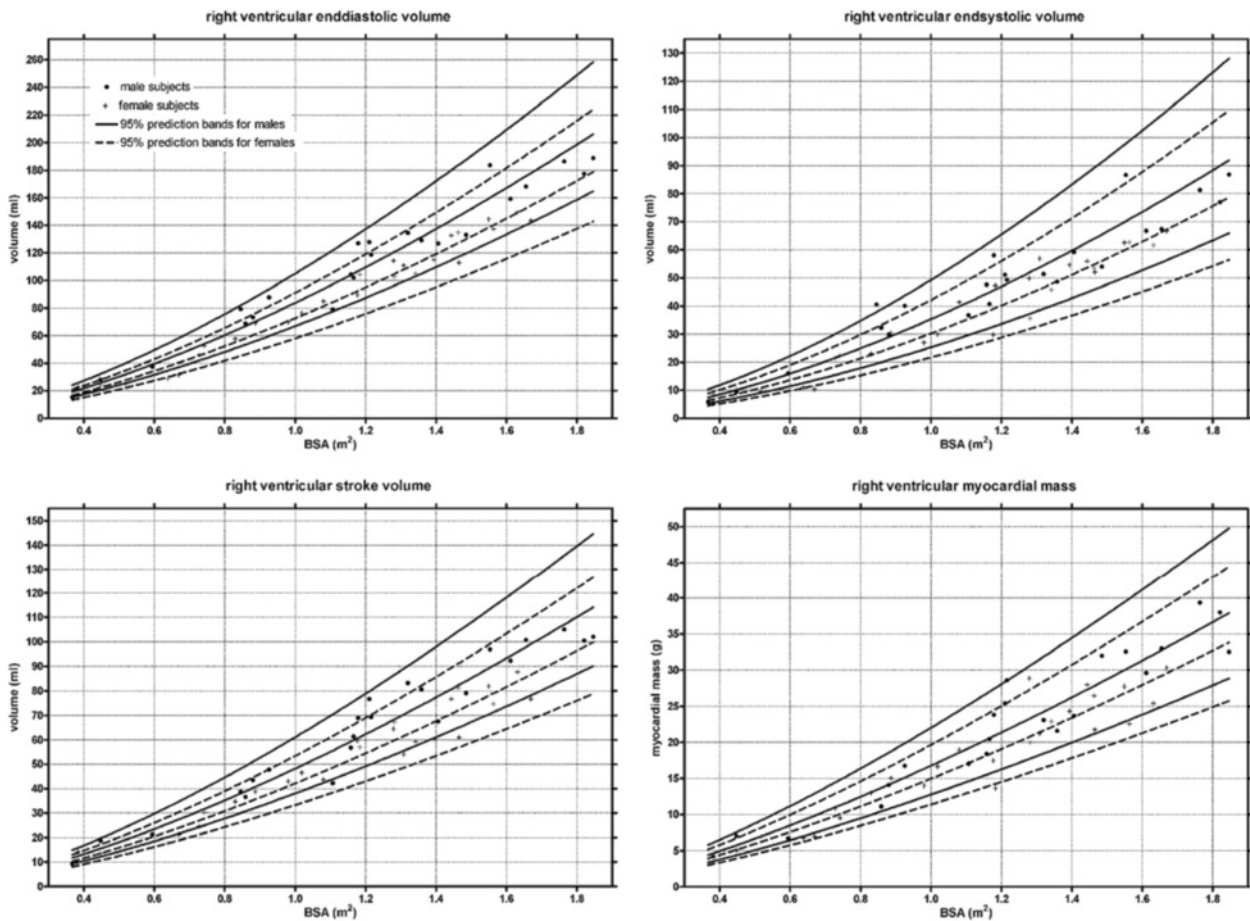 right ventricular enddiastolic volume
260
240
220
200
180
160
140
120
100
80
60
40
20
0
volume (ml)
male subjects
female subjects
95% prediction bands for males
95% prediction bands for females
0.4 0.6 0.8 1.0 1.2 1.4 1.6 1.8
BSA (m²)
right ventricular endsystolic volume
130
120
110
100
90
80
70
60
50
40
30
20
10
0
volume (ml)
0.4 0.6 0.8 1.0 1.2 1.4 1.6 1.8
BSA (m²)
right ventricular stroke volume
150
140
130
120
110
100
90
80
70
60
50
40
30
20
10
0
volume (ml)
0.4 0.6 0.8 1.0 1.2 1.4 1.6 1.8
BSA (m²)
right ventricular myocardial mass
50
45
40
35
30
25
20
15
10
5
0
myocardial mass (g)
0.4 0.6 0.8 1.0 1.2 1.4 1.6 1.8
BSA (m²)